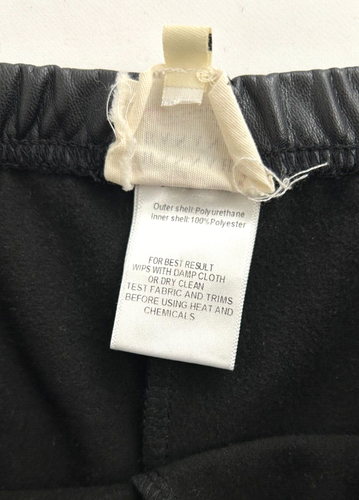 Outer shell:Polyurethane
Inner shell:100%Polyester
FOR BEST RESULT
WIPS WITH DAMP CLOTH
OR DRY CLEAN
TEST FABRIC AND TRIMS
BEFORE USING HEAT AND
CHEMICALS